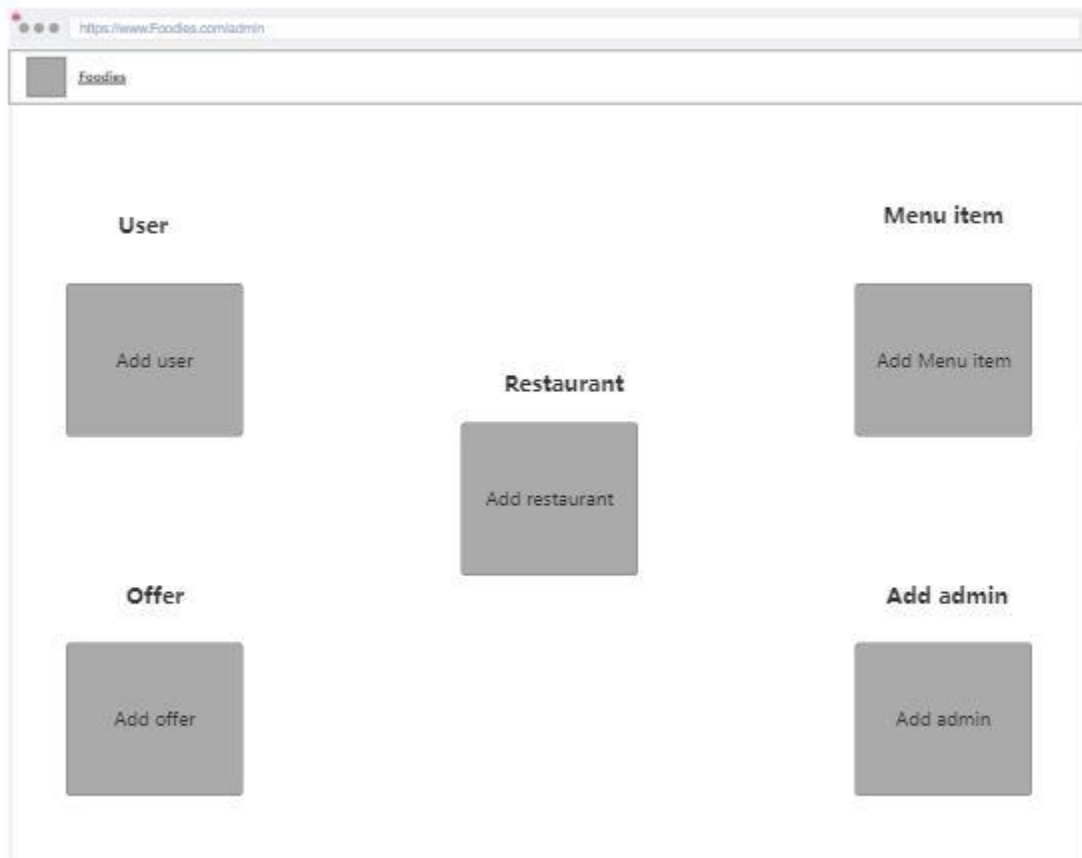 https://www.Foodies.com/admin
Foodies
User
Menu item
Add user
Add Menu item
Restaurant
Add restaurant
Offer
Add admin
Add offer
Add admin